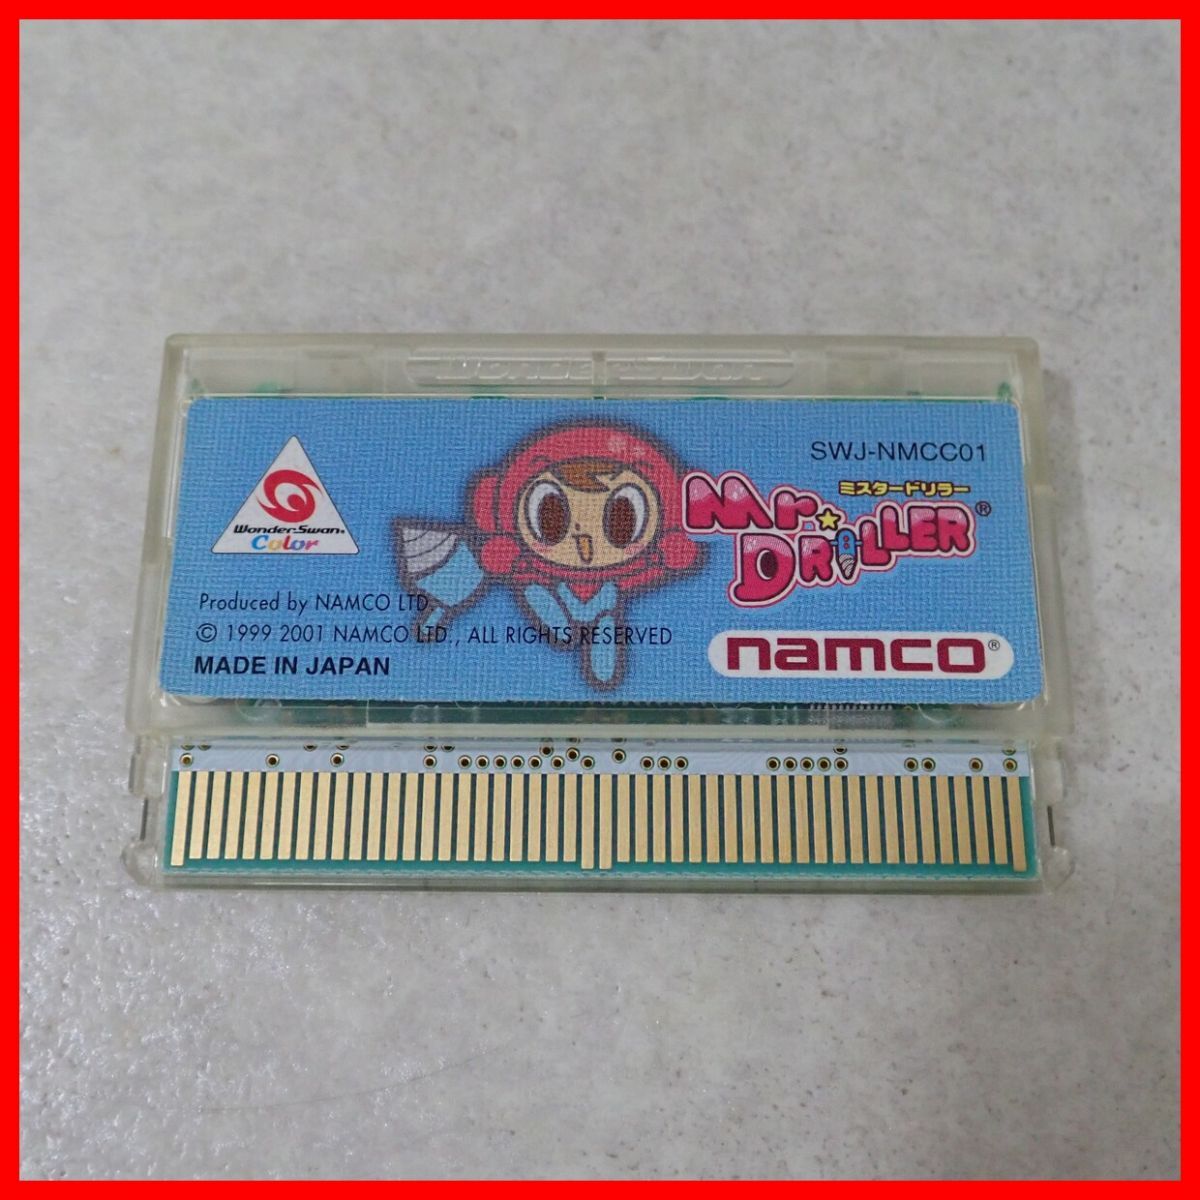 WonderSwan
SWJ-NMCC01
ミスタードリラー
Mr. DRILLER®
WonderSwan®
Color
Produced by NAMCO LTD.
© 1999 2001 NAMCO LTD., ALL RIGHTS RESERVED
MADE IN JAPAN
namco®